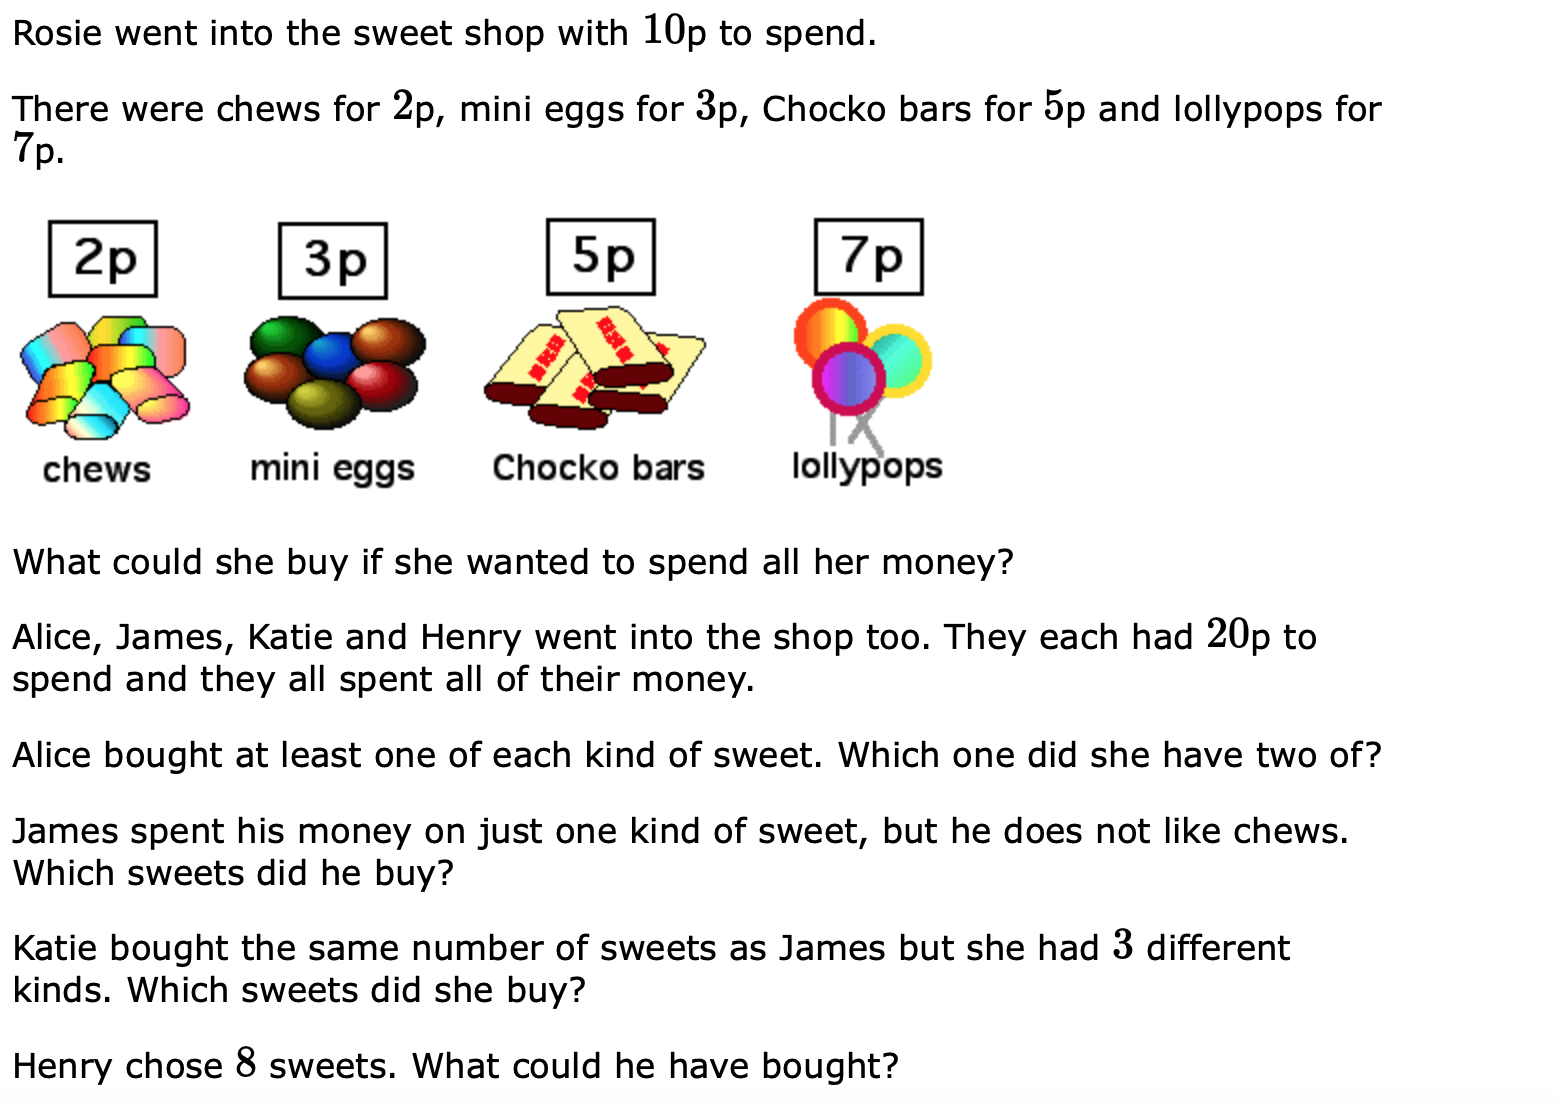 Rosie went into the sweet shop with 10p to spend.
There were chews for 2p, mini eggs for 3p, Chocko bars for 5p and lollypops for
7p.
2p 3p 5p 7p
chews mini eggs Chocko bars lollypops
What could she buy if she wanted to spend all her money?
Alice, James, Katie and Henry went into the shop too. They each had 20p to
spend and they all spent all of their money.
Alice bought at least one of each kind of sweet. Which one did she have two of?
James spent his money on just one kind of sweet, but he does not like chews.
Which sweets did he buy?
Katie bought the same number of sweets as James but she had 3 different
kinds. Which sweets did she buy?
Henry chose 8 sweets. What could he have bought?